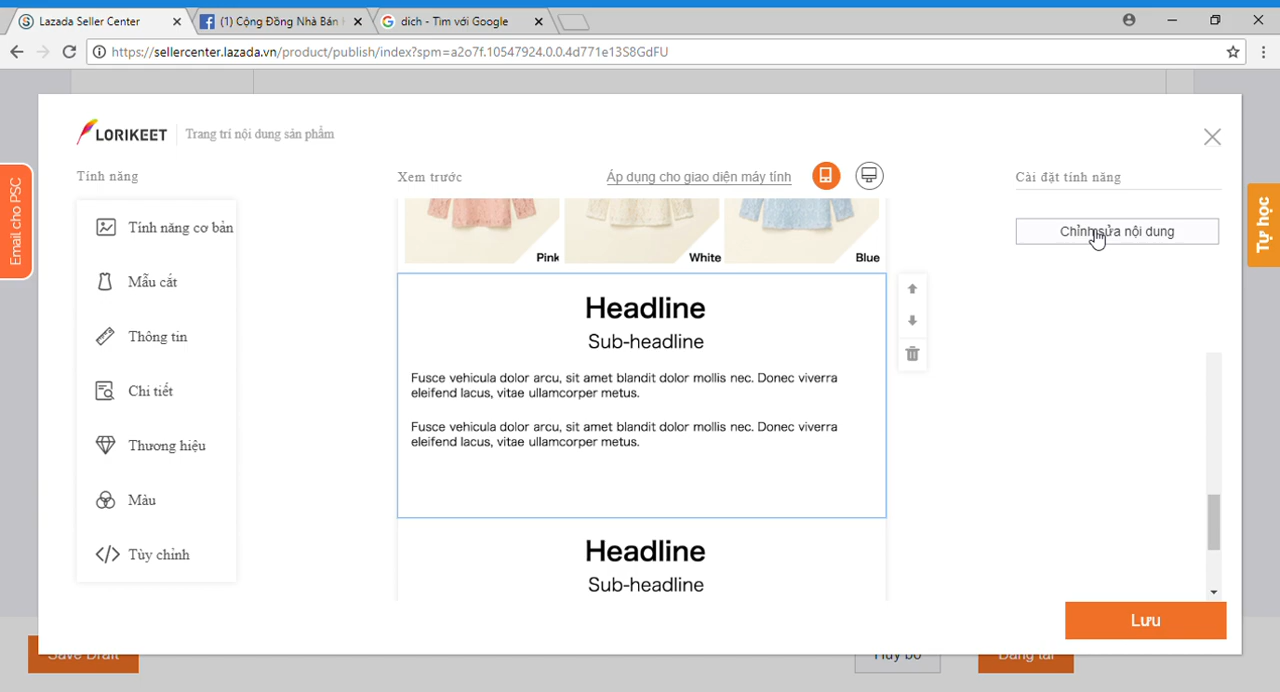 Lazada Seller Center
(1) Cộng Đồng Nhà Bán
dich - Tìm với Google
https://sellercenter.lazada.vn/product/publish/index?spm=a2o7f.10547924.0.0.4d771e13S8GdFU
LORIKEET
Trang trí nội dung sản phẩm
Tính năng
Xem trước
Áp dụng cho giao diện máy tính
Cài đặt tính năng
Email cho PSC
Tự học
Tính năng cơ bản
Mẫu cắt
Thông tin
Chi tiết
Thương hiệu
Màu
Tùy chỉnh
Pink
White
Blue
Chỉnh sửa nội dung
Headline
Sub-headline
Fusce vehicula dolor arcu, sit amet blandit dolor mollis nec. Donec viverra
eleifend lacus, vitae ullamcorper metus.
Fusce vehicula dolor arcu, sit amet blandit dolor mollis nec. Donec viverra
eleifend lacus, vitae ullamcorper metus.
Headline
Sub-headline
Lưu
Save Draft
Hủy bỏ
Đăng tải